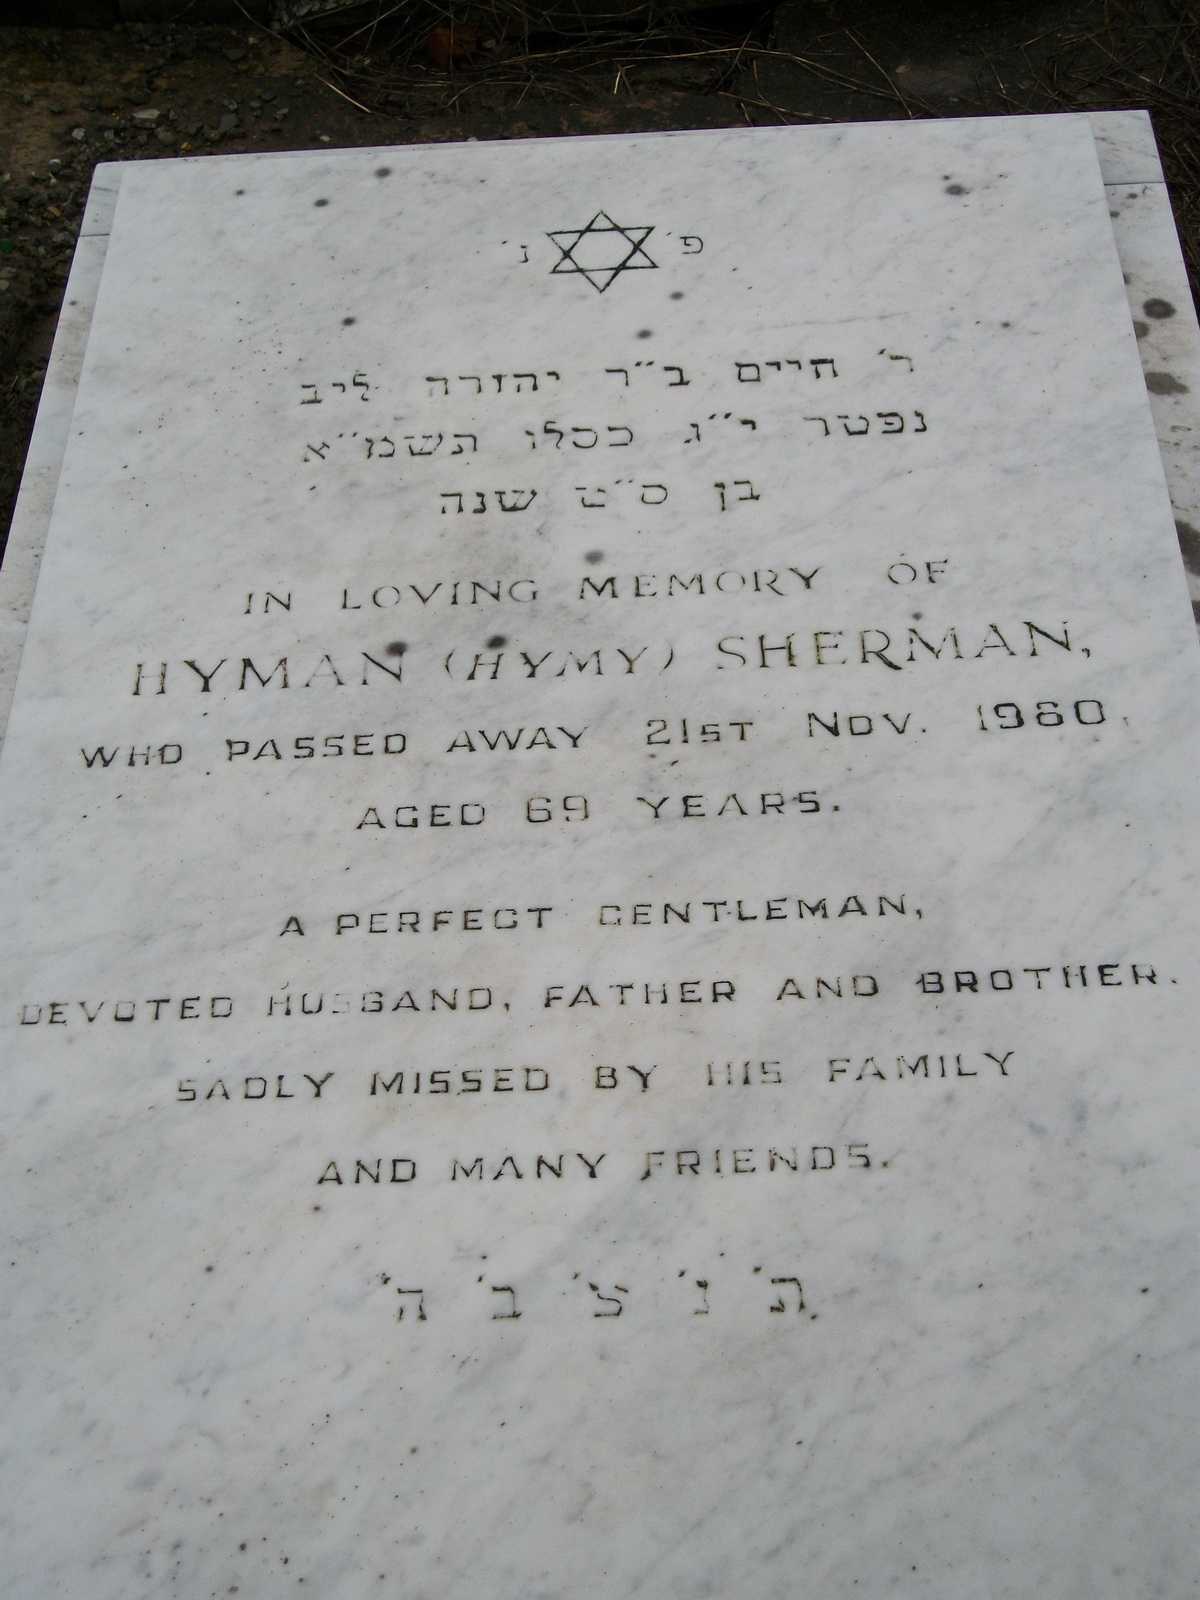 פ׳ נ׳
ר׳ חיים ב״ר יהודה ליב
נפטר י״ג כסלו תשמ״א
בן ס״ט שנה
IN LOVING MEMORY OF
HYMAN (HYMY) SHERMAN,
WHO PASSED AWAY 21ST NOV. 1980,
AGED 69 YEARS.
A PERFECT GENTLEMAN,
DEVOTED HUSBAND, FATHER AND BROTHER.
SADLY MISSED BY HIS FAMILY
AND MANY FRIENDS.
ת׳ נ׳ צ׳ ב׳ ה׳